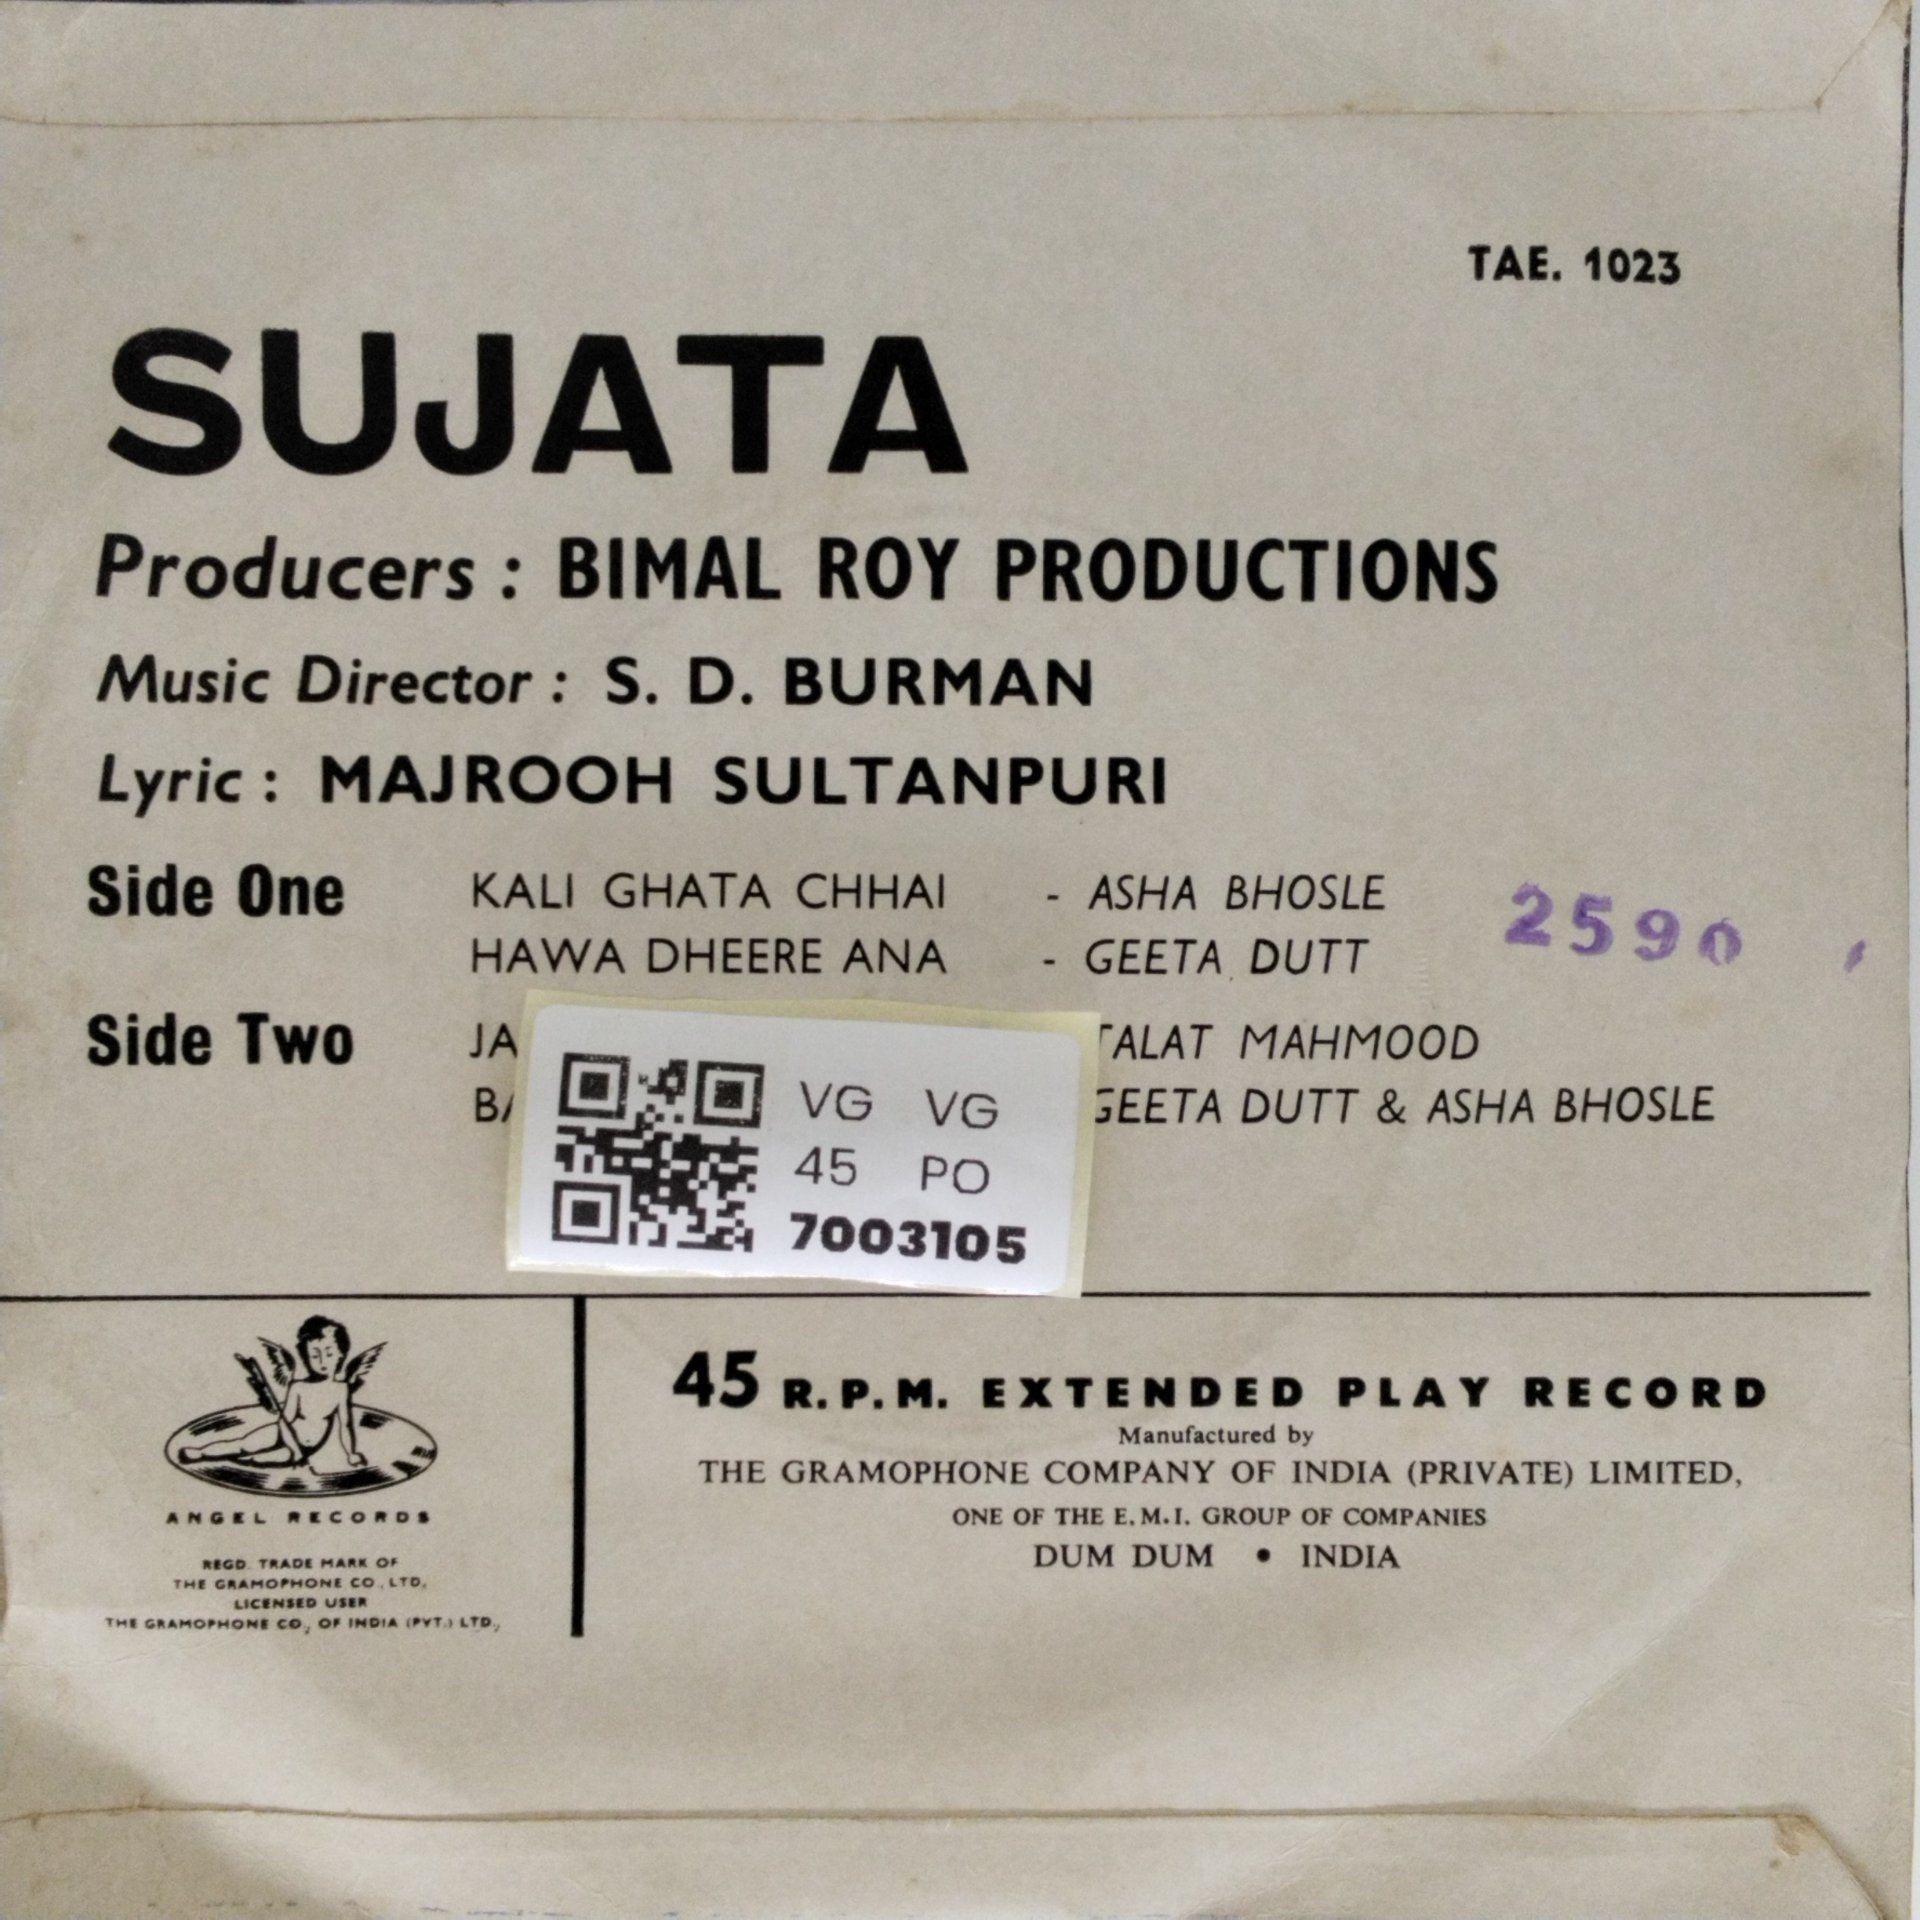 TAE. 1023
SUJATA
Producers : BIMAL ROY PRODUCTIONS
Music Director : S. D. BURMAN
Lyric : MAJROOH SULTANPURI
Side One KALI GHATA CHHAI - ASHA BHOSLE
HAWA DHEERE ANA - GEETA DUTT
2590
Side Two TALAT MAHMOOD
GEETA DUTT & ASHA BHOSLE
VG VG
45 PO
7003105
45 R.P.M. EXTENDED PLAY RECORD
Manufactured by
THE GRAMOPHONE COMPANY OF INDIA (PRIVATE) LIMITED,
ONE OF THE E.M.I. GROUP OF COMPANIES
DUM DUM • INDIA
ANGEL RECORDS
REGD. TRADE MARK OF
THE GRAMOPHONE CO., LTD.
LICENSED USER
THE GRAMOPHONE CO., OF INDIA (PVT.) LTD.,